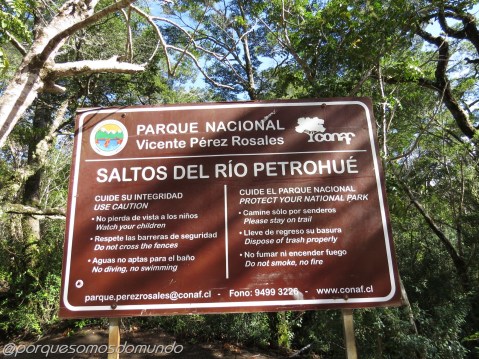 PARQUE NACIONAL
Vicente Pérez Rosales
conaf
SALTOS DEL RÍO PETROHUÉ
CUIDE SU INTEGRIDAD
USE CAUTION
• No pierda de vista a los niños
Watch your children
• Respete las barreras de seguridad
Do not cross the fences
• Aguas no aptas para el baño
No diving, no swimming
CUIDE EL PARQUE NACIONAL
PROTECT YOUR NATIONAL PARK
• Camine sólo por senderos
Please stay on trail
• Lleve de regreso su basura
Dispose of trash properly
• No fumar ni encender fuego
Do not smoke, no fire
parque.perezrosales@conaf.cl - Fono: 9499 3225 - www.conaf.cl
@porquesomosdomundo